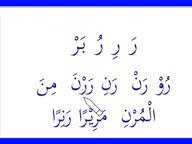 رَ رِ رُ بَرْ
رُوْ رَنْ رَنِ مِنَ
الْمُرْنِ